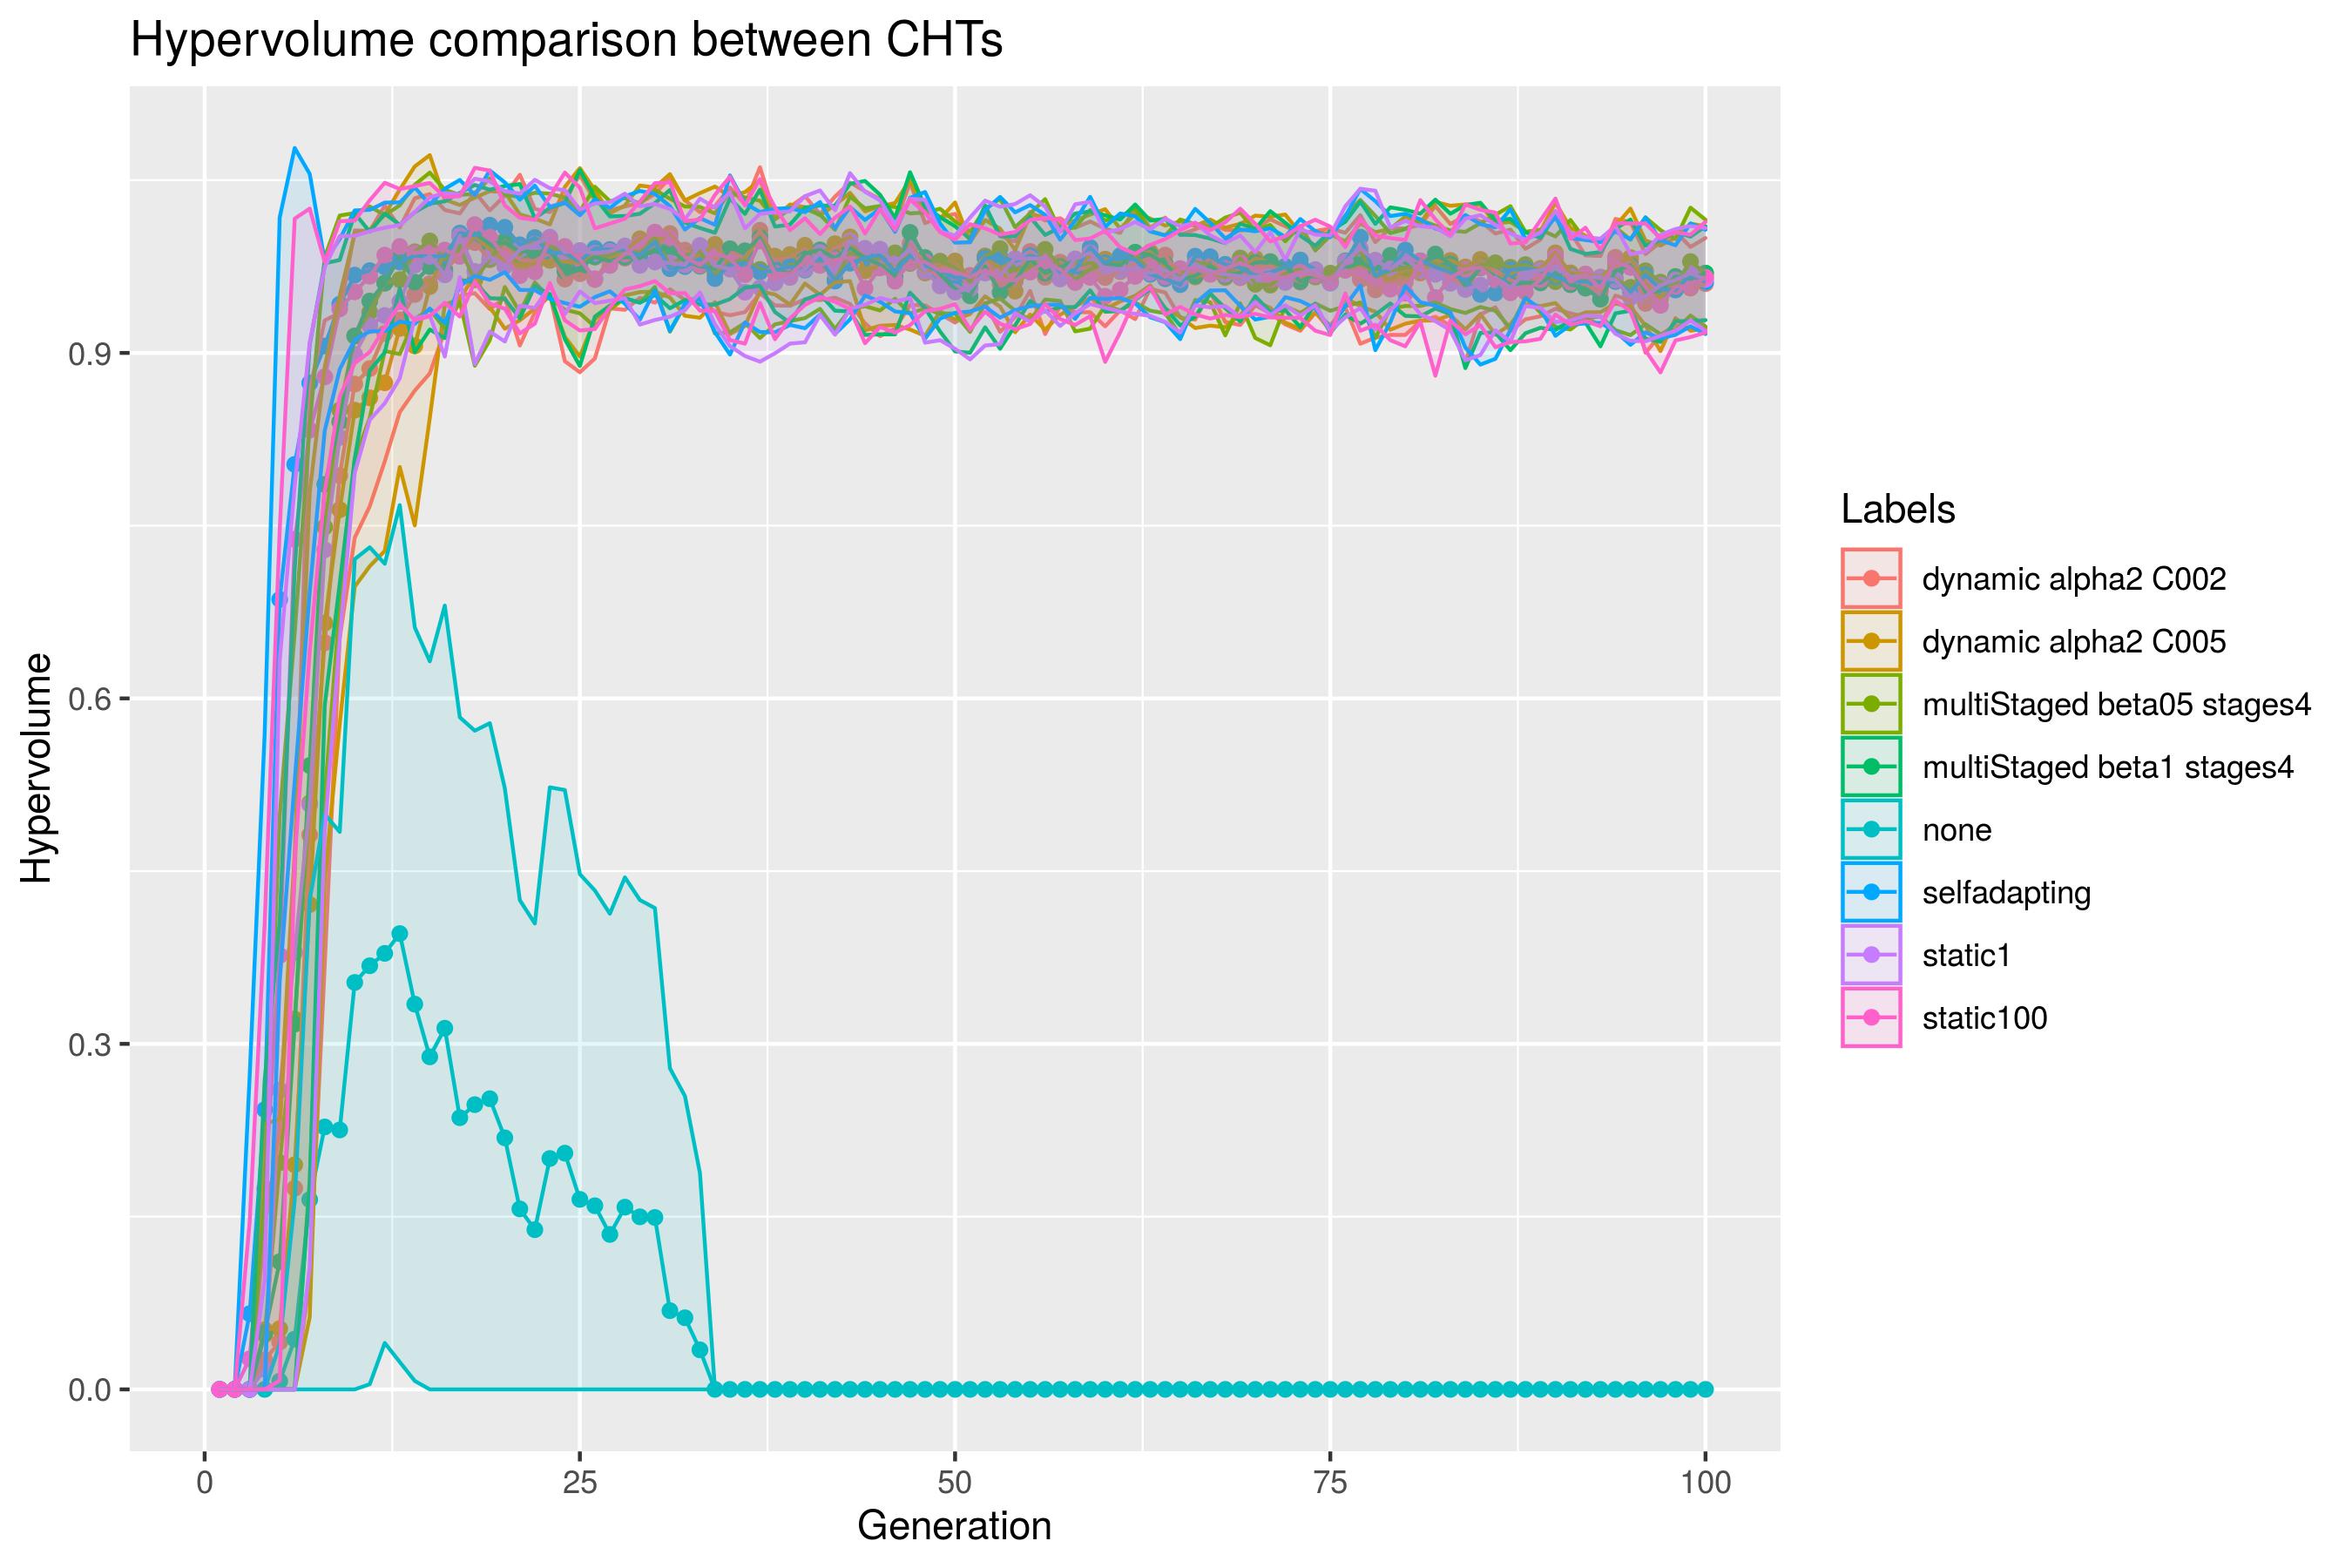 Hypervolume comparison between CHTs
Hypervolume
0.9
0.6
0.3
0.0
0
25
50
75
100
Generation
Labels
dynamic alpha2 C002
dynamic alpha2 C005
multiStaged beta05 stages4
multiStaged beta1 stages4
none
selfadapting
static1
static100